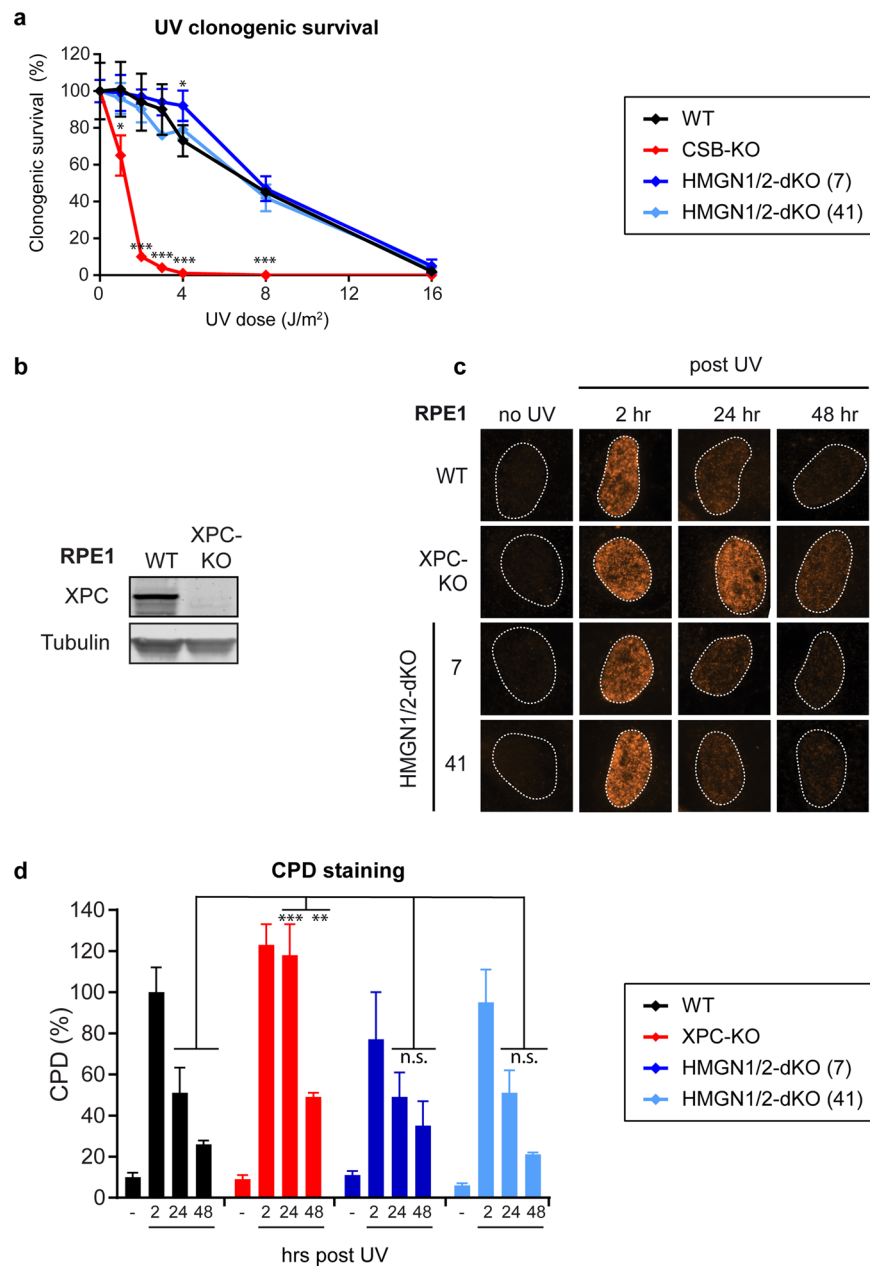 a
UV clonogenic survival
Clonogenic survival (%)
120
100
80
60
40
20
0
*
*
***
***
***
***
0
4
8
12
16
UV dose (J/m²)
WT
CSB-KO
HMGN1/2-dKO (7)
HMGN1/2-dKO (41)
b
RPE1
WT
XPC-
KO
XPC
Tubulin
c
post UV
RPE1
no UV
2 hr
24 hr
48 hr
WT
XPC-
KO
HMGN1/2-dKO
7
41
d
CPD staining
CPD (%)
140
120
100
80
60
40
20
0
*** **
n.s.
n.s.
- 2 24 48
- 2 24 48
- 2 24 48
- 2 24 48
hrs post UV
WT
XPC-KO
HMGN1/2-dKO (7)
HMGN1/2-dKO (41)